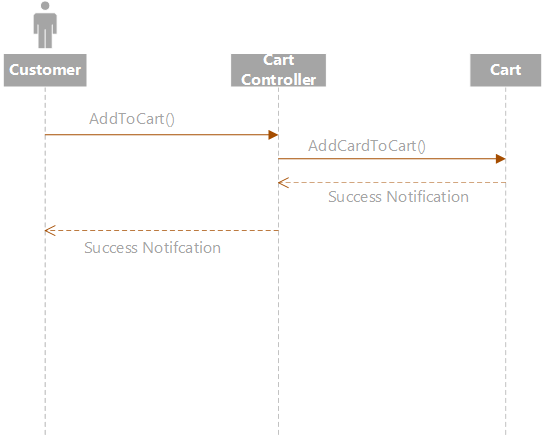 Customer
Cart
Controller
Cart
AddToCart()
AddCardToCart()
Success Notification
Success Notifcation